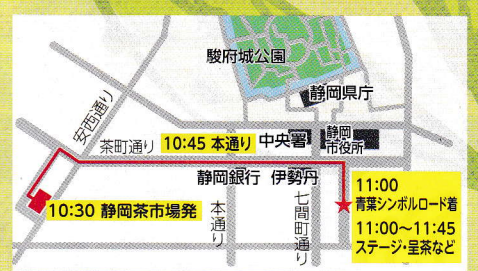 駿府城公園
静岡県庁
安西通り
茶町通り
10:45 本通り
中央署
静岡
市役所
静岡銀行 伊勢丹
11:00
青葉シンボルロード着
10:30 静岡茶市場発
本通り
七間町通り
11:00〜11:45
ステージ・呈茶など